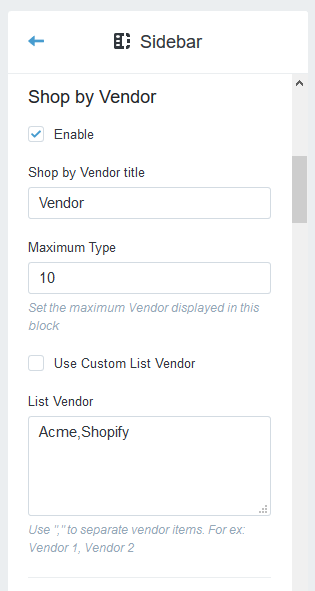 Sidebar
Shop by Vendor
Enable
Shop by Vendor title
Vendor
Maximum Type
10
Set the maximum Vendor displayed in this
block
Use Custom List Vendor
List Vendor
Acme,Shopify
Use "," to separate vendor items. For ex:
Vendor 1, Vendor 2